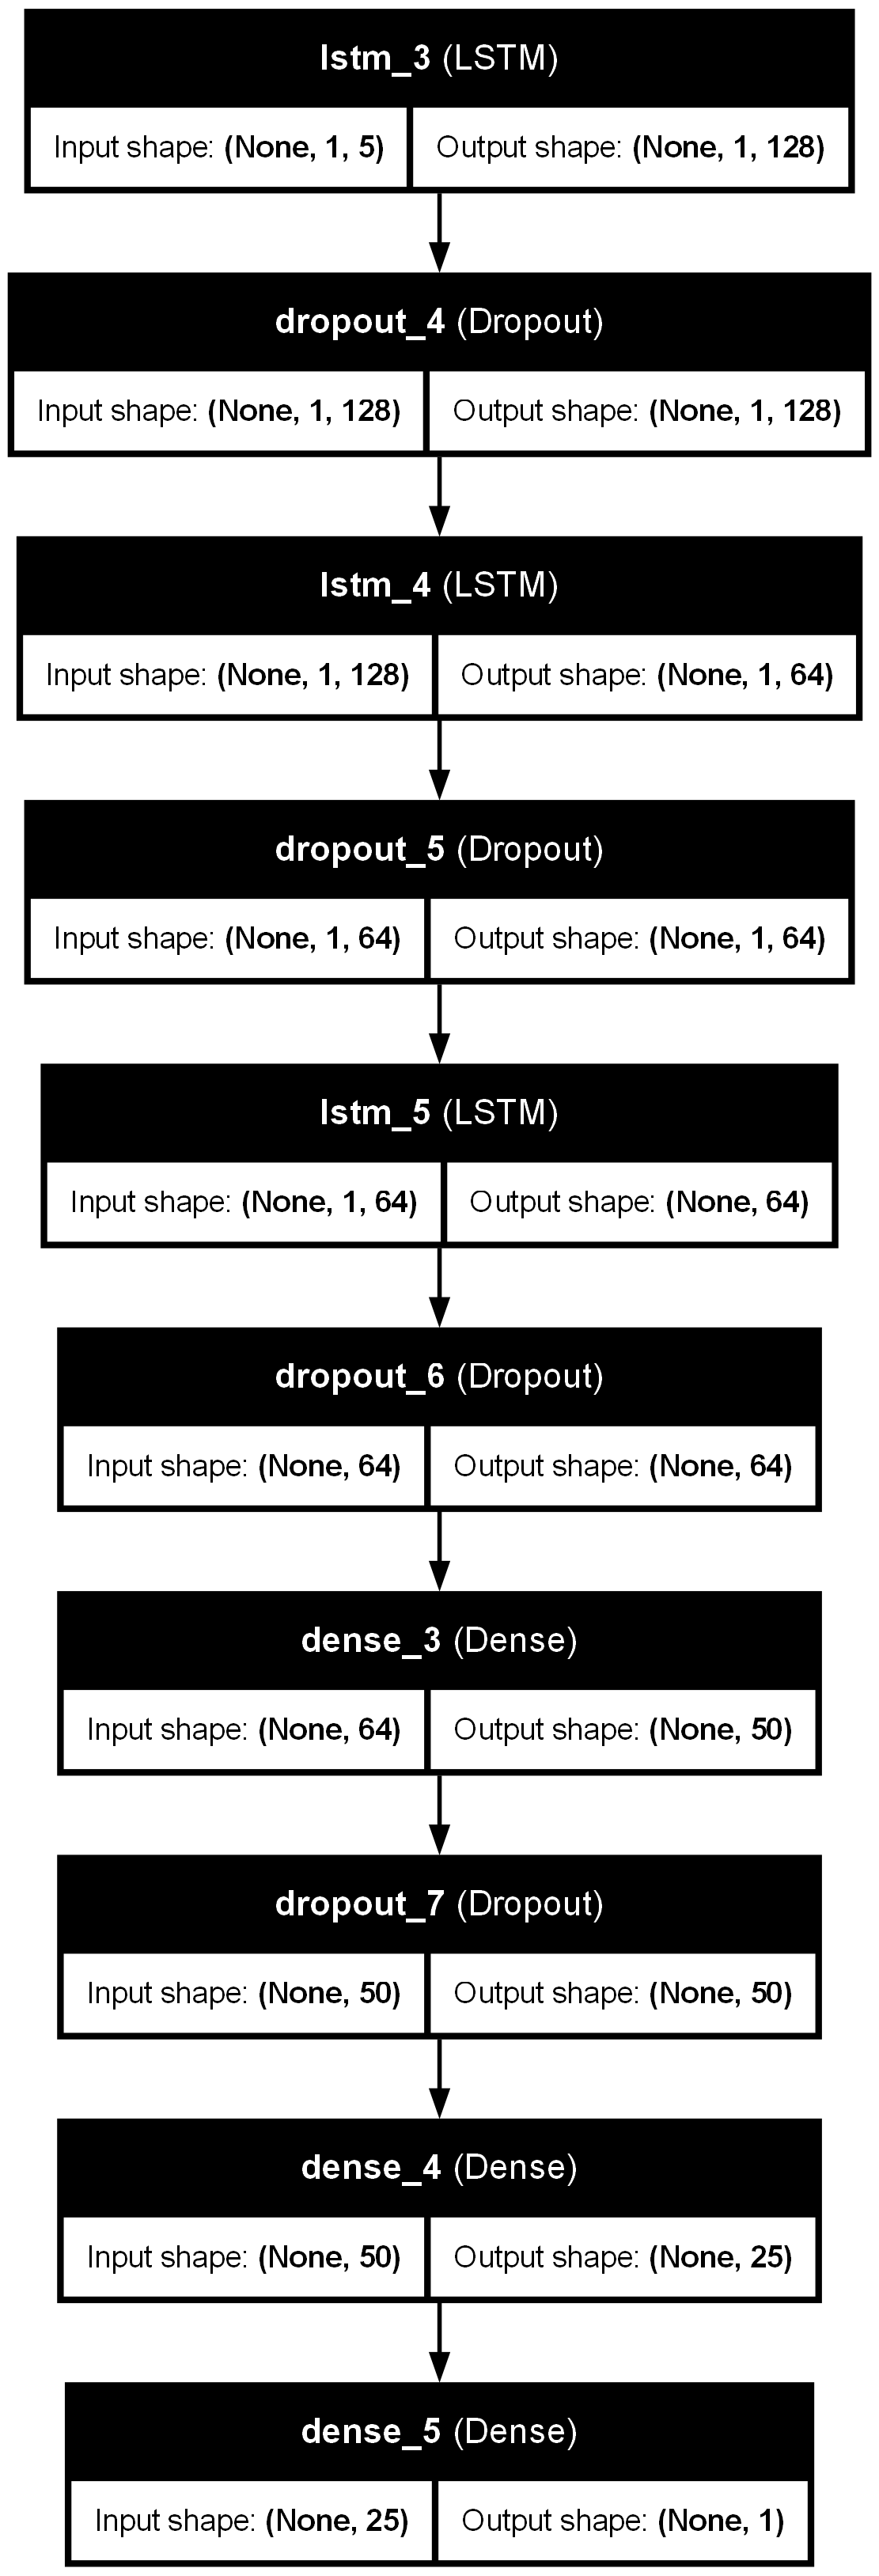 lstm_3 (LSTM)
Input shape: (None, 1, 5) Output shape: (None, 1, 128)
dropout_4 (Dropout)
Input shape: (None, 1, 128) Output shape: (None, 1, 128)
lstm_4 (LSTM)
Input shape: (None, 1, 128) Output shape: (None, 1, 64)
dropout_5 (Dropout)
Input shape: (None, 1, 64) Output shape: (None, 1, 64)
lstm_5 (LSTM)
Input shape: (None, 1, 64) Output shape: (None, 64)
dropout_6 (Dropout)
Input shape: (None, 64) Output shape: (None, 64)
dense_3 (Dense)
Input shape: (None, 64) Output shape: (None, 50)
dropout_7 (Dropout)
Input shape: (None, 50) Output shape: (None, 50)
dense_4 (Dense)
Input shape: (None, 50) Output shape: (None, 25)
dense_5 (Dense)
Input shape: (None, 25) Output shape: (None, 1)